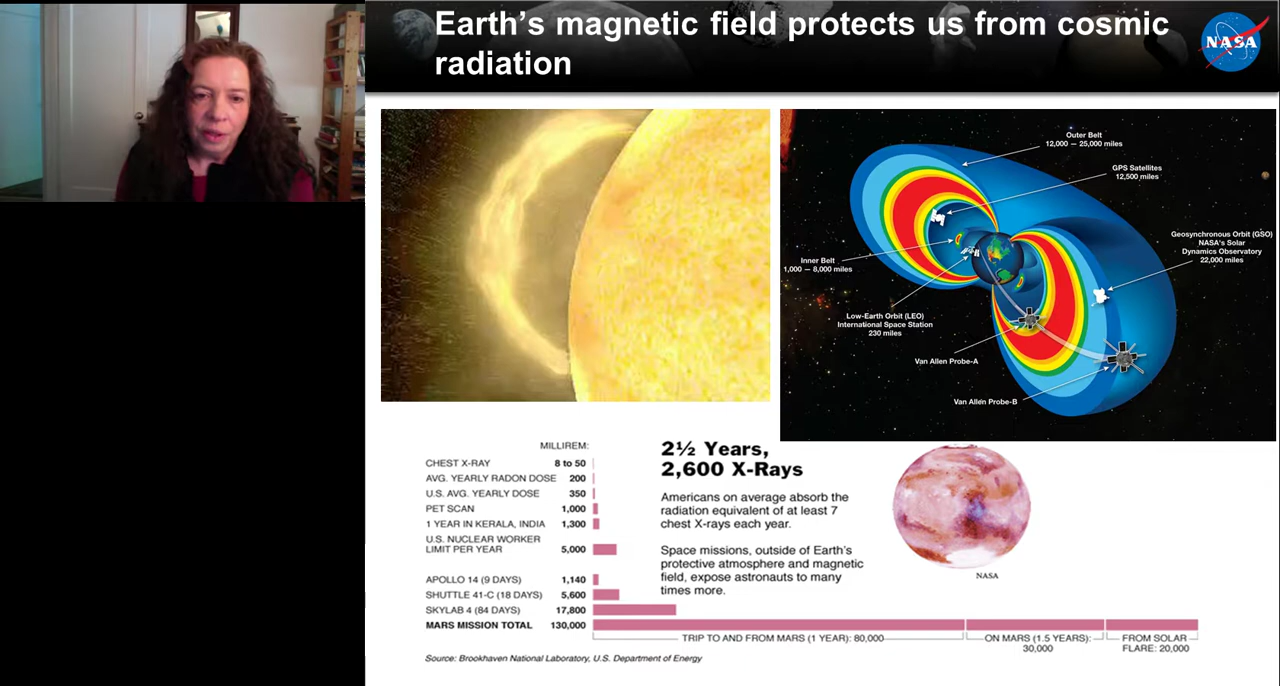 Earth's magnetic field protects us from cosmic
radiation
NASA
Outer Belt
12,000 — 25,000 miles
GPS Satellites
12,500 miles
Geosynchronous Orbit (GSO)
NASA's Solar
Dynamics Observatory
22,000 miles
Inner Belt
1,000 — 8,000 miles
Low-Earth Orbit (LEO)
International Space Station
230 miles
Van Allen Probe-A
Van Allen Probe-B
MILLIREM:
CHEST X-RAY 8 to 50
AVG. YEARLY RADON DOSE 200
U.S. AVG. YEARLY DOSE 350
PET SCAN 1,000
1 YEAR IN KERALA, INDIA 1,300
U.S. NUCLEAR WORKER
LIMIT PER YEAR 5,000
APOLLO 14 (9 DAYS) 1,140
SHUTTLE 41-C (18 DAYS) 5,600
SKYLAB 4 (84 DAYS) 17,800
MARS MISSION TOTAL 130,000
TRIP TO AND FROM MARS (1 YEAR): 80,000
ON MARS (1.5 YEARS):
30,000
FROM SOLAR
FLARE: 20,000
2½ Years,
2,600 X-Rays
Americans on average absorb the
radiation equivalent of at least 7
chest X-rays each year.
Space missions, outside of Earth's
protective atmosphere and magnetic
field, expose astronauts to many
times more.
NASA
Source: Brookhaven National Laboratory, U.S. Department of Energy